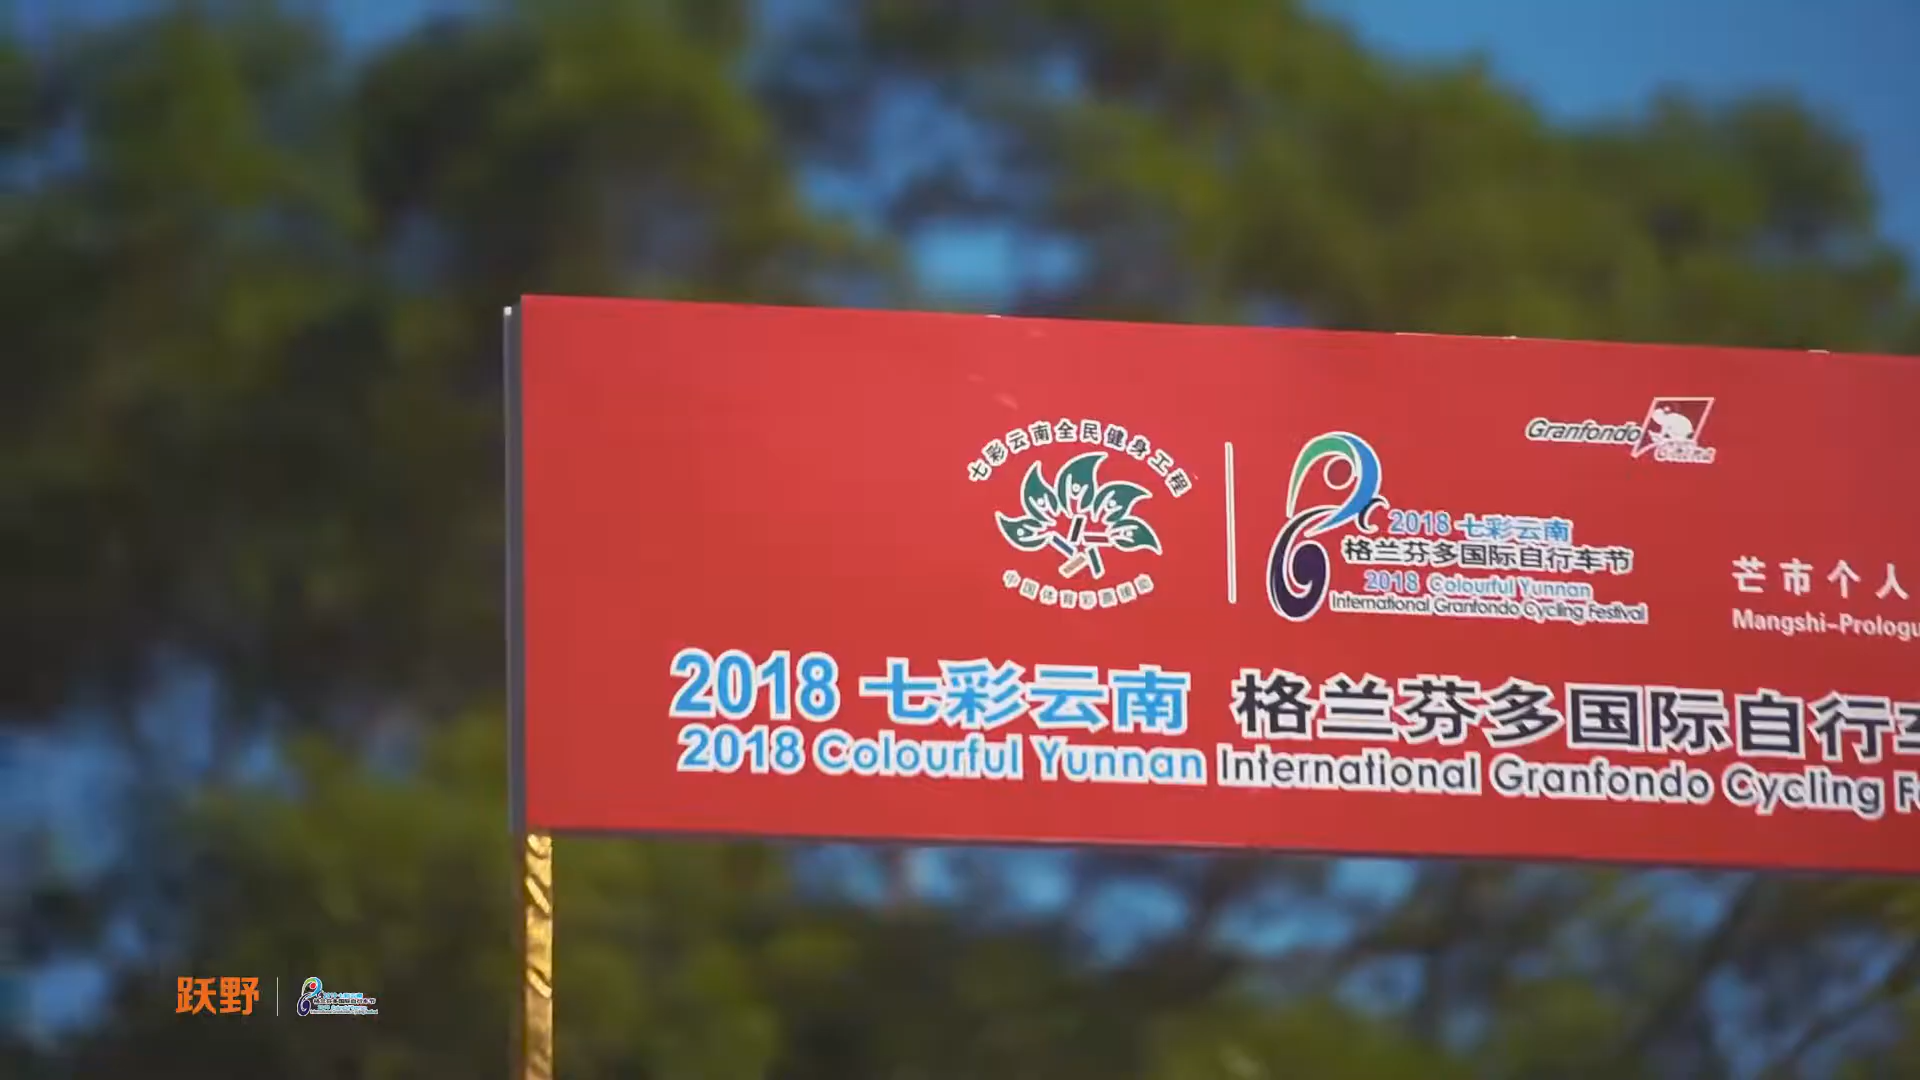 七彩云南全民健身工程
中国体育彩票援助
Granfondo
2018 七彩云南
格兰芬多国际自行车节
2018 Colourful Yunnan
International Granfondo Cycling Festival
芒市个人
Mangshi-Prologu
2018 七彩云南 格兰芬多国际自行车
2018 Colourful Yunnan International Granfondo Cycling Fe
跃野